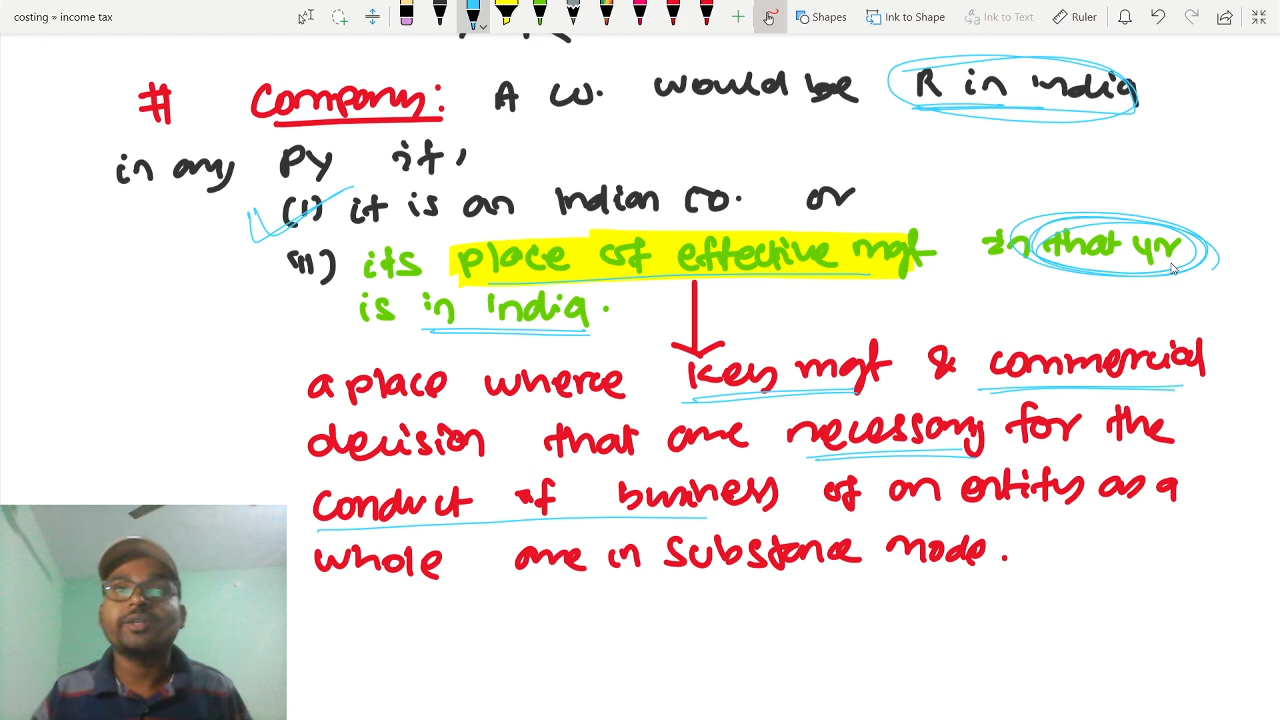 costing » income tax
Shapes Ink to Shape Ink to Text Ruler
# Company: A co. would be R in India
in any PY if,
(i) it is an Indian co. or
(ii) its place of effective mgt in that yr
is in India.
a place where key mgt & commercial
decision that are necessary for the
conduct of business of an entity as a
whole are in substance made.